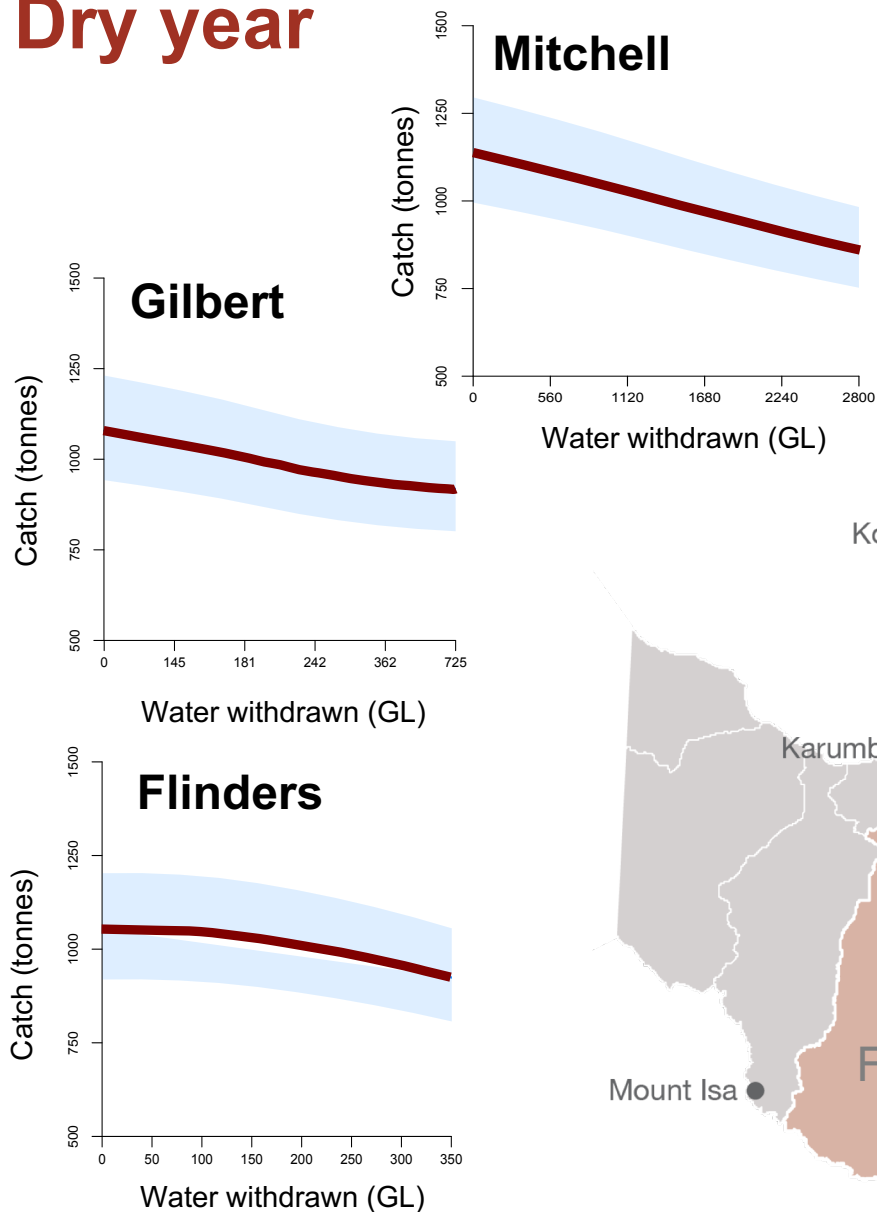 Dry year
Mitchell
Catch (tonnes)
1500
1250
1000
750
500
0 560 1120 1680 2240 2800
Water withdrawn (GL)
Gilbert
Catch (tonnes)
1500
1250
1000
750
500
0 145 181 242 362 725
Water withdrawn (GL)
Flinders
Catch (tonnes)
1500
1250
1000
750
500
0 50 100 150 200 250 300 350
Water withdrawn (GL)
Ko
Karumb
F
Mount Isa